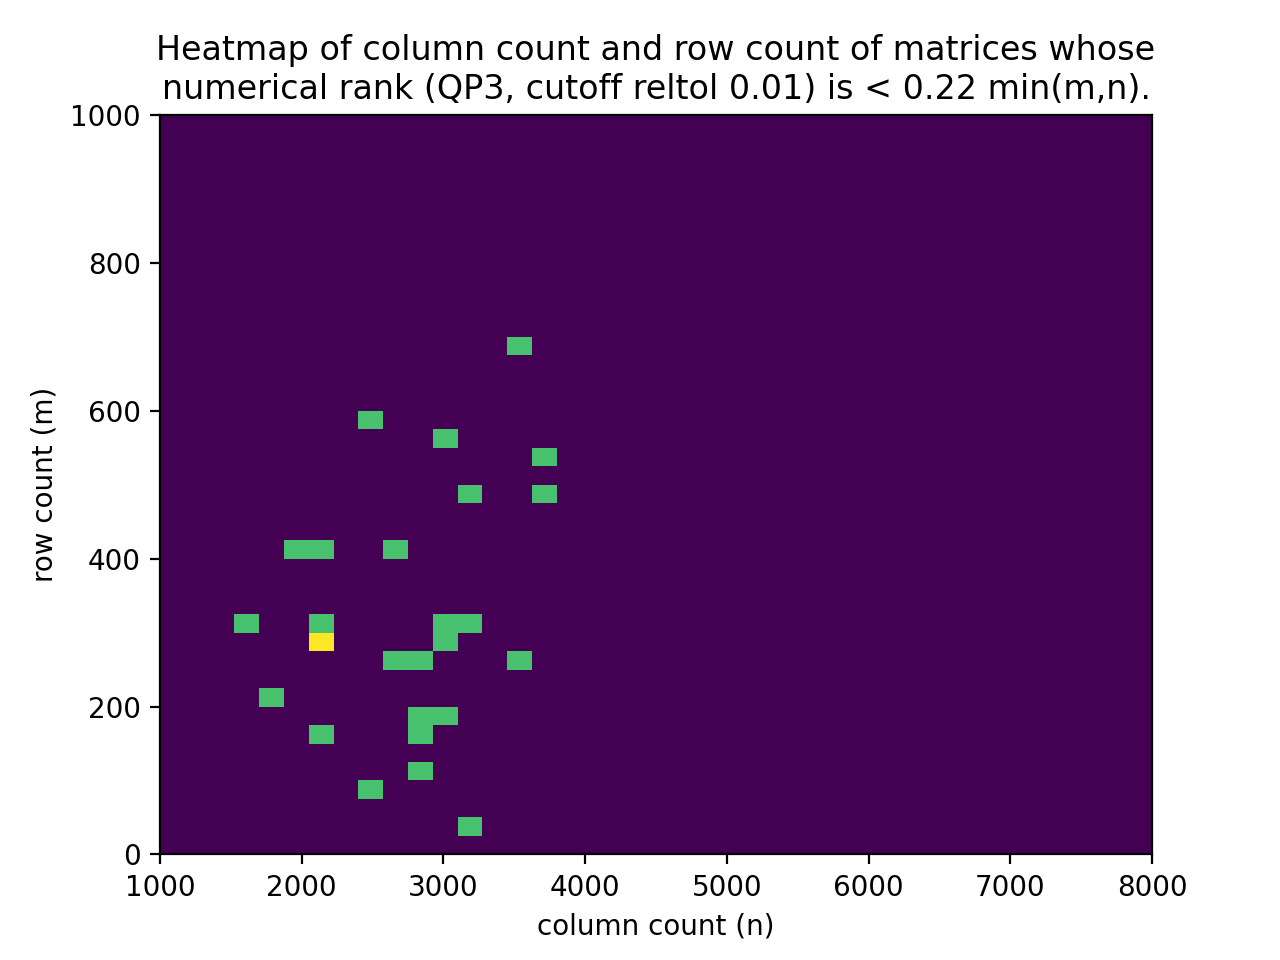 Heatmap of column count and row count of matrices whose
numerical rank (QP3, cutoff reltol 0.01) is < 0.22 min(m,n).
1000
800
600
400
200
0
row count (m)
1000 2000 3000 4000 5000 6000 7000 8000
column count (n)